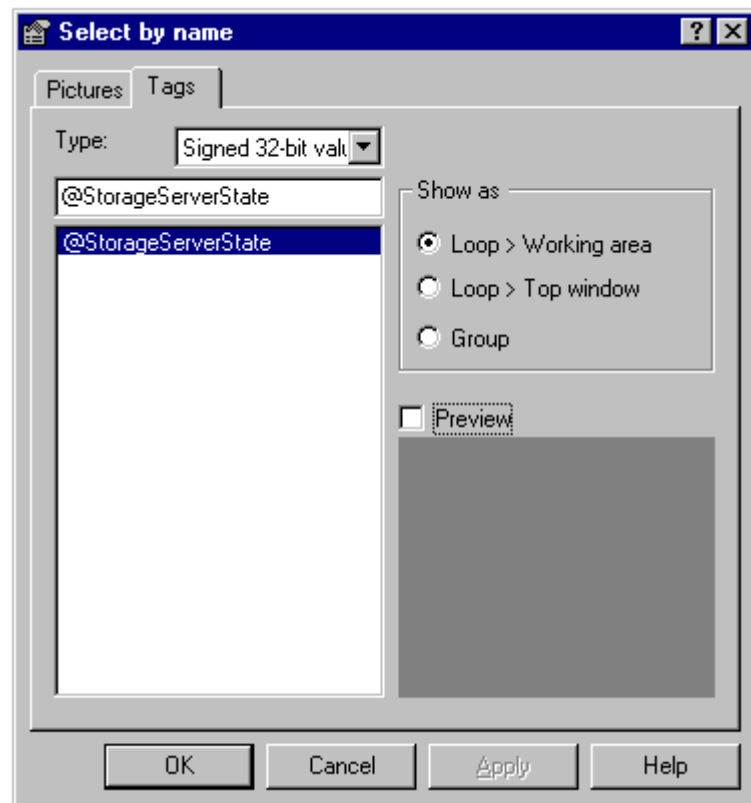 Select by name
Pictures
Tags
Type:
Signed 32-bit valu
@StorageServerState
@StorageServerState
Show as
Loop > Working area
Loop > Top window
Group
Preview
OK
Cancel
Apply
Help